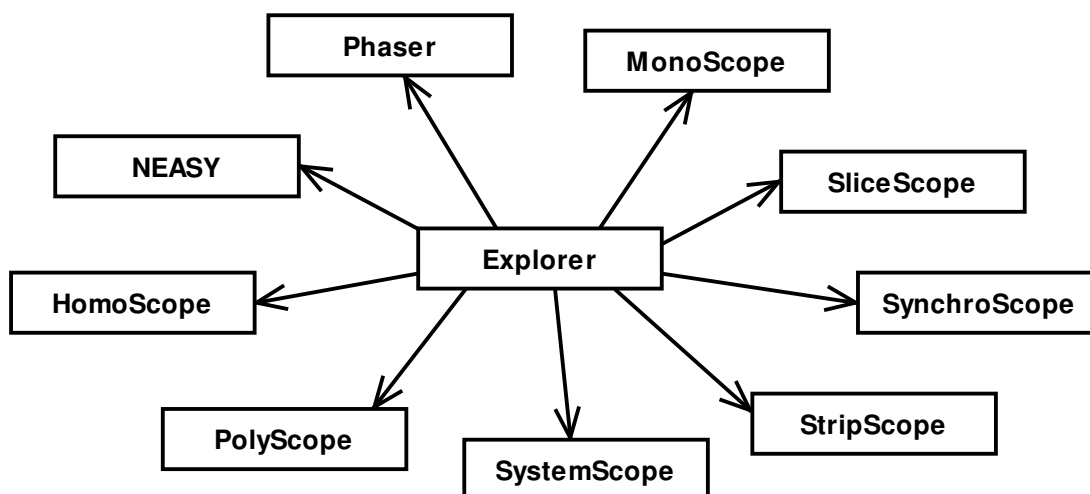 Phaser
MonoScope
NEASY
SliceScope
Explorer
HomoScope
SynchroScope
StripScope
PolyScope
SystemScope